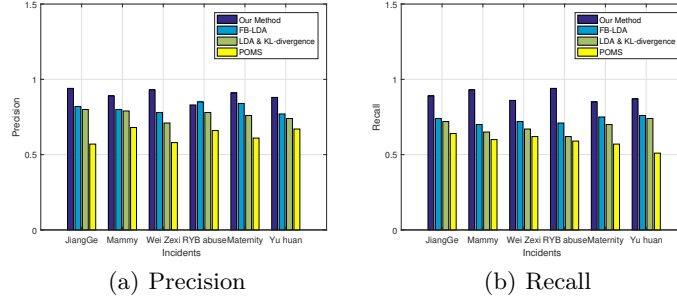 1.5
1
0.5
0
Precision
Our Method
FB-LDA
LDA & KL-divergence
POMS
JiangGe Mammy Wei Zexi RYB abuse Maternity Yu huan
Incidents
(a) Precision
1.5
1
0.5
0
Recall
Our Method
FB-LDA
LDA & KL-divergence
POMS
JiangGe Mammy Wei Zexi RYB abuse Maternity Yu huan
Incidents
(b) Recall